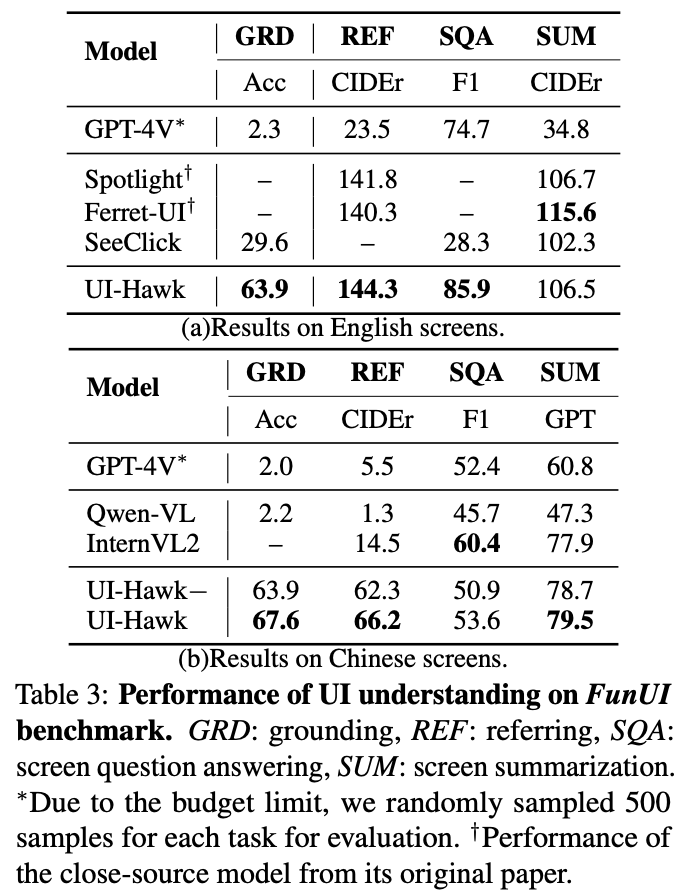 Model GRD REF SQA SUM
Acc CIDEr F1 CIDEr
GPT-4V* 2.3 23.5 74.7 34.8
Spotlight† – 141.8 – 106.7
Ferret-UI† – 140.3 – 115.6
SeeClick 29.6 – 28.3 102.3
UI-Hawk 63.9 144.3 85.9 106.5
(a)Results on English screens.
Model GRD REF SQA SUM
Acc CIDEr F1 GPT
GPT-4V* 2.0 5.5 52.4 60.8
Qwen-VL 2.2 1.3 45.7 47.3
InternVL2 – 14.5 60.4 77.9
UI-Hawk− 63.9 62.3 50.9 78.7
UI-Hawk 67.6 66.2 53.6 79.5
(b)Results on Chinese screens.
Table 3: Performance of UI understanding on FunUI
benchmark. GRD: grounding, REF: referring, SQA:
screen question answering, SUM: screen summarization.
*Due to the budget limit, we randomly sampled 500
samples for each task for evaluation. †Performance of
the close-source model from its original paper.